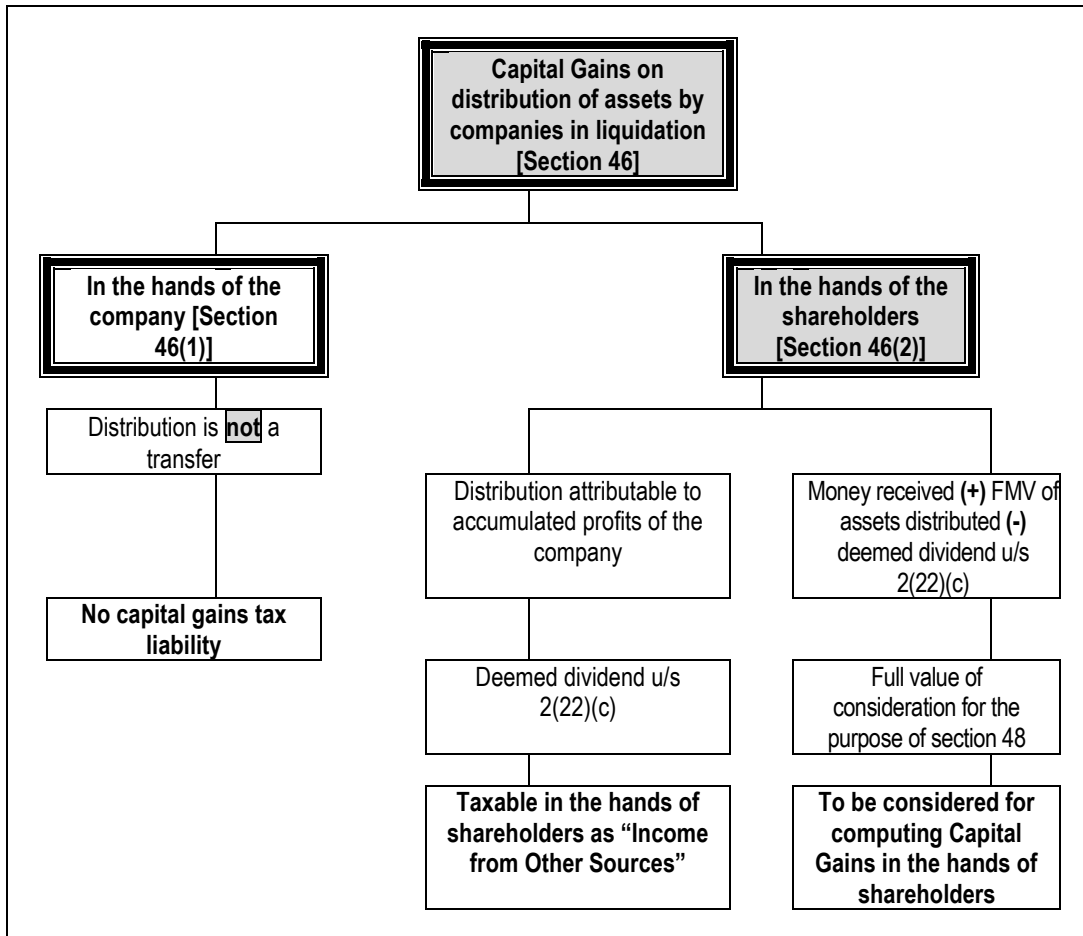 Capital Gains on
distribution of assets by
companies in liquidation
[Section 46]
In the hands of the
company [Section
46(1)]
In the hands of the
shareholders
[Section 46(2)]
Distribution is not a
transfer
Distribution attributable to
accumulated profits of the
company
Money received (+) FMV of
assets distributed (-)
deemed dividend u/s
2(22)(c)
No capital gains tax
liability
Deemed dividend u/s
2(22)(c)
Full value of
consideration for the
purpose of section 48
Taxable in the hands of
shareholders as “Income
from Other Sources”
To be considered for
computing Capital
Gains in the hands of
shareholders